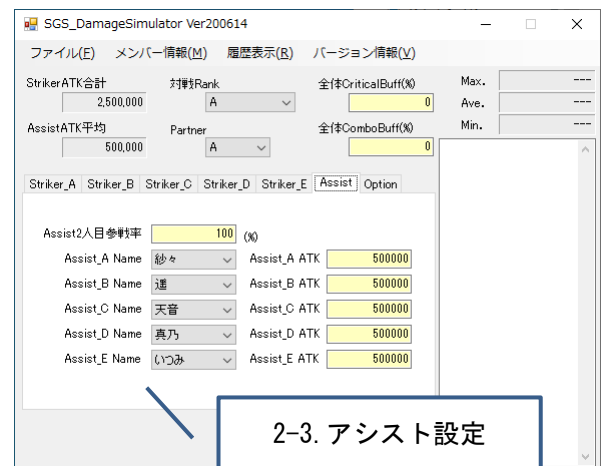 SGS_DamageSimulator Ver200614
ファイル(F) メンバー情報(M) 履歴表示(R) バージョン情報(V)
StrikerATK合計 対戦Rank 全体CriticalBuff(%) Max. ---
2,500,000 A 0 Ave. ---
AssistATK平均 Partner 全体ComboBuff(%) Min. ---
500,000 A 0
Striker_A Striker_B Striker_C Striker_D Striker_E Assist Option
Assist2人目参戦率 100 (%)
Assist_A Name 紗々 Assist_A ATK 500000
Assist_B Name 遥 Assist_B ATK 500000
Assist_C Name 天音 Assist_C ATK 500000
Assist_D Name 真乃 Assist_D ATK 500000
Assist_E Name いつみ Assist_E ATK 500000
2-3.アシスト設定